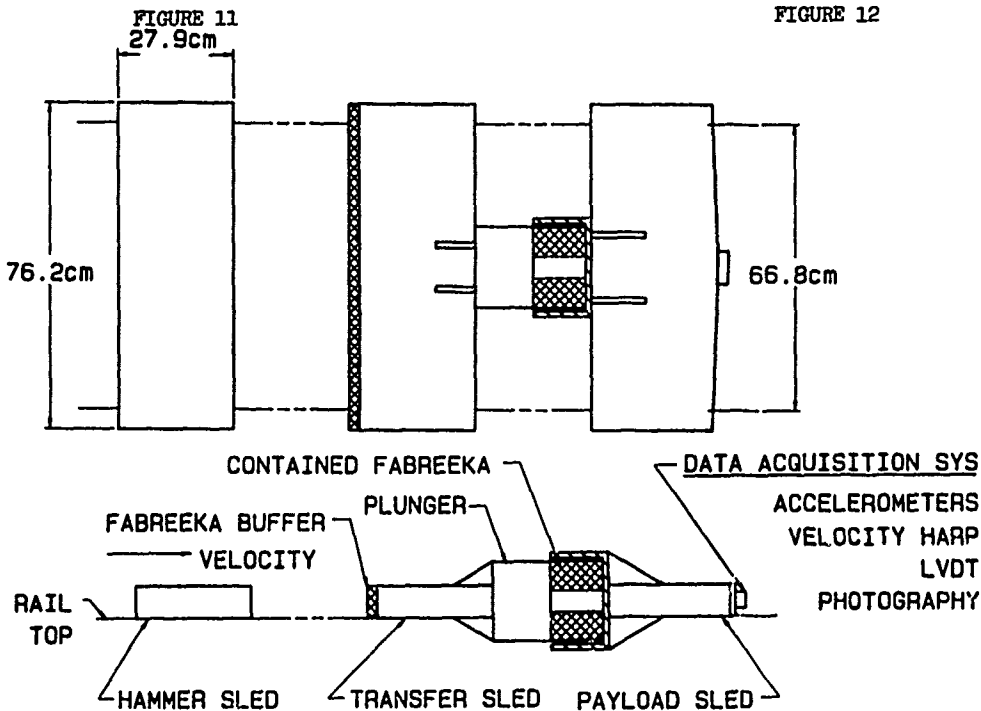 FIGURE 11
FIGURE 12
27.9cm
76.2cm
66.8cm
CONTAINED FABREEKA
DATA ACQUISITION SYS
PLUNGER
ACCELEROMETERS
FABREEKA BUFFER
VELOCITY HARP
VELOCITY
LVDT
RAIL
TOP
PHOTOGRAPHY
HAMMER SLED
TRANSFER SLED
PAYLOAD SLED